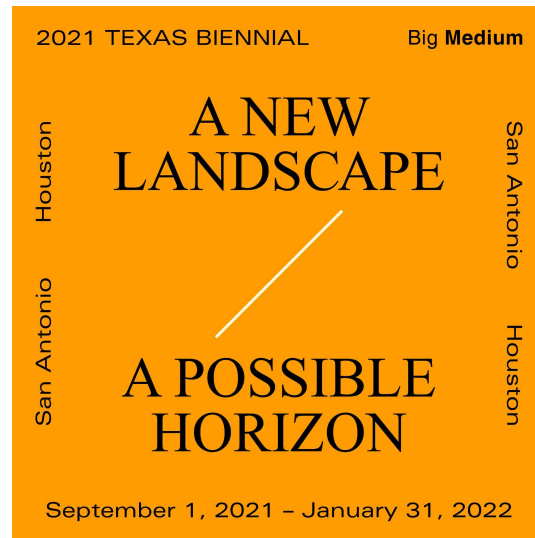 2021 TEXAS BIENNIAL
Big Medium
A NEW
LANDSCAPE
Houston
San Antonio
San Antonio
Houston
A POSSIBLE
HORIZON
September 1, 2021 – January 31, 2022